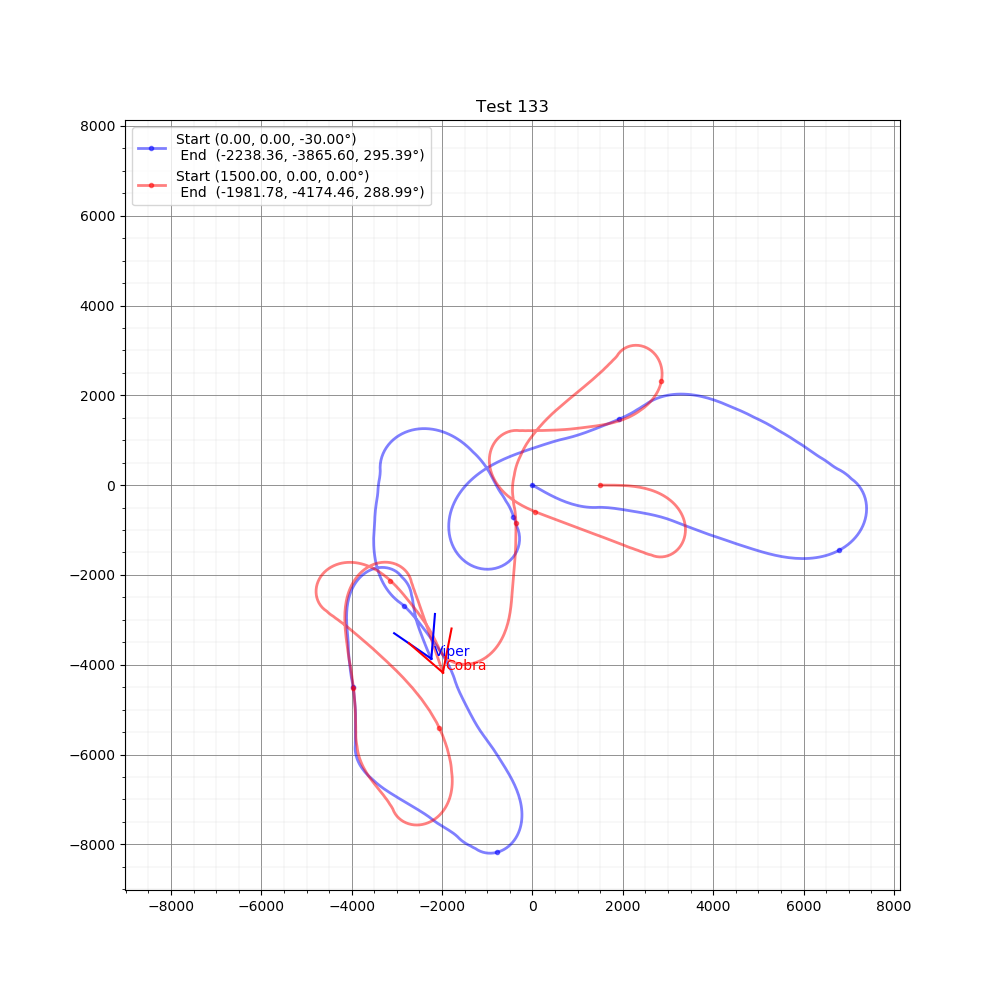 Test 133
Start (0.00, 0.00, -30.00°)
End  (-2238.36, -3865.60, 295.39°)
Start (1500.00, 0.00, 0.00°)
End  (-1981.78, -4174.46, 288.99°)
8000
6000
4000
2000
0
−2000
−4000
−6000
−8000
Viper
Cobra
−8000 −6000 −4000 −2000 0 2000 4000 6000 8000